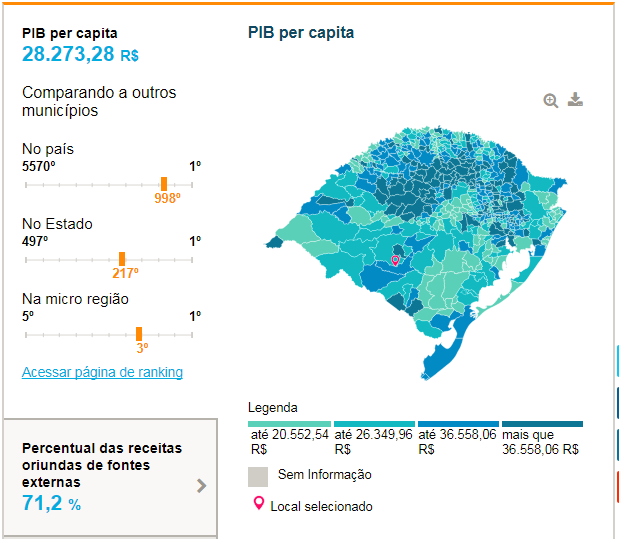 PIB per capita
28.273,28 R$
Comparando a outros
municípios
No país
5570º 1º
998º
No Estado
497º 1º
217º
Na micro região
5º 1º
3º
Acessar página de ranking
Percentual das receitas
oriundas de fontes
externas
71,2 %
PIB per capita
Legenda
até 20.552,54 R$
até 26.349,96 R$
até 36.558,06 R$
mais que 36.558,06 R$
Sem Informação
Local selecionado